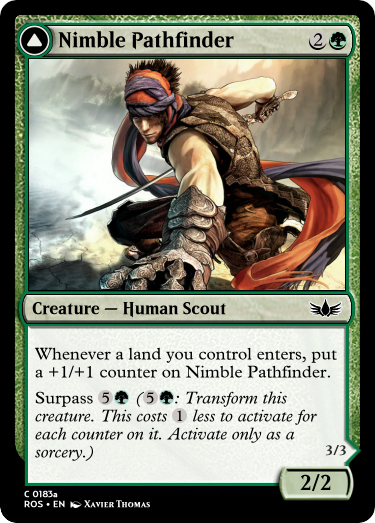 Nimble Pathfinder 2
Creature — Human Scout
Whenever a land you control enters, put
a +1/+1 counter on Nimble Pathfinder.
Surpass 5 ( 5 : Transform this
creature. This costs 1 less to activate for
each counter on it. Activate only as a
sorcery.)
3/3
2/2
C 0183a
ROS • EN Xavier Thomas